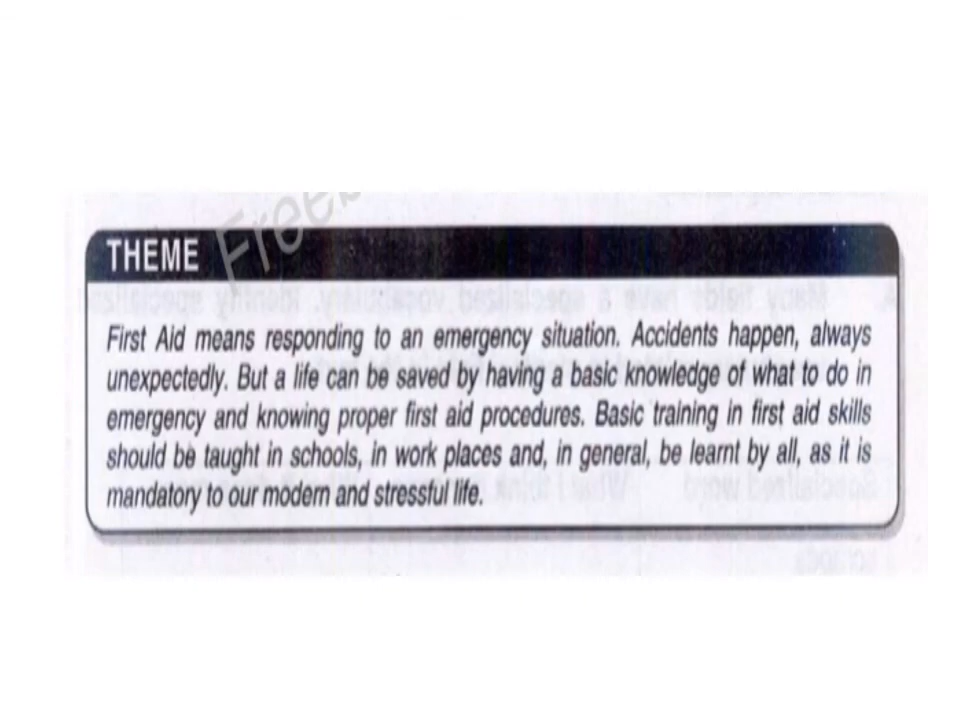 THEME
First Aid means responding to an emergency situation. Accidents happen, always
unexpectedly. But a life can be saved by having a basic knowledge of what to do in
emergency and knowing proper first aid procedures. Basic training in first aid skills
should be taught in schools, in work places and, in general, be learnt by all, as it is
mandatory to our modern and stressful life.